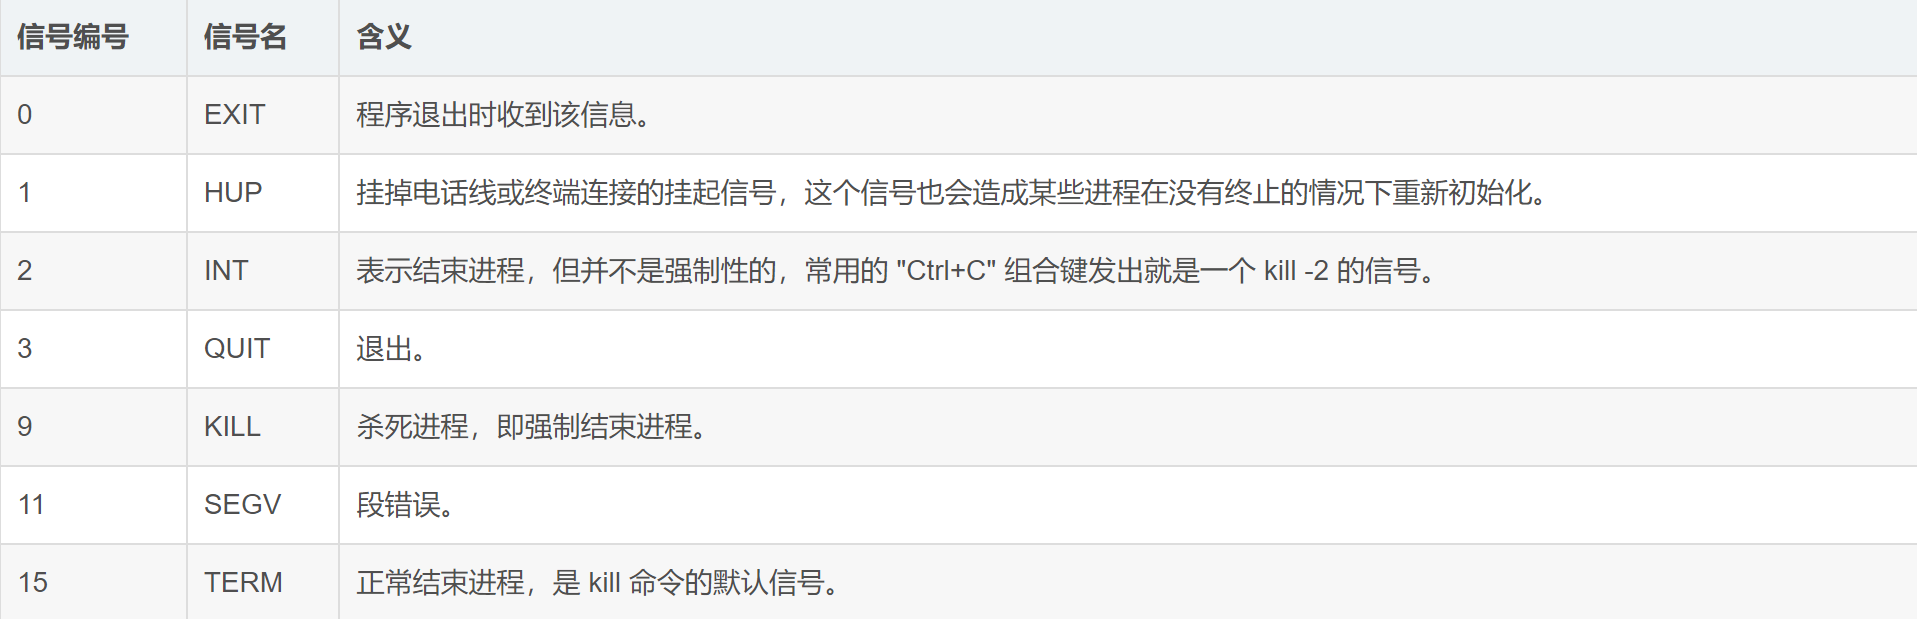 信号编号 信号名 含义
0 EXIT 程序退出时收到该信息。
1 HUP 挂掉电话线或终端连接的挂起信号，这个信号也会造成某些进程在没有终止的情况下重新初始化。
2 INT 表示结束进程，但并不是强制性的，常用的 "Ctrl+C" 组合键发出就是一个 kill -2 的信号。
3 QUIT 退出。
9 KILL 杀死进程，即强制结束进程。
11 SEGV 段错误。
15 TERM 正常结束进程，是 kill 命令的默认信号。